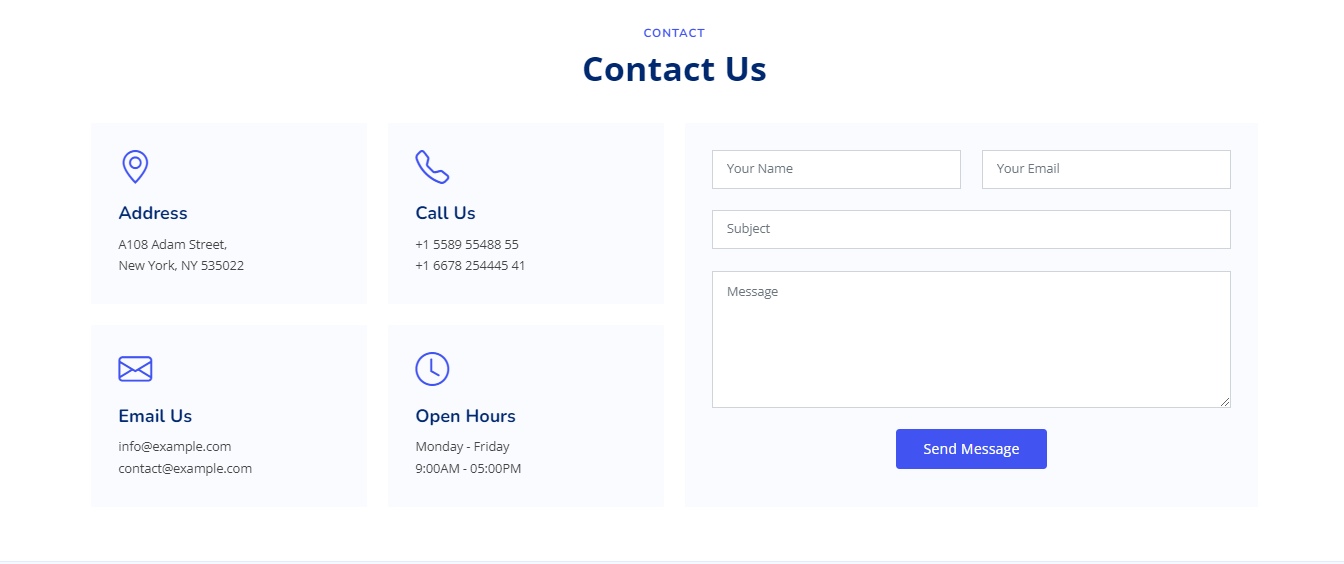 CONTACT
Contact Us
Address
A108 Adam Street,
New York, NY 535022
Call Us
+1 5589 55488 55
+1 6678 254445 41
Email Us
info@example.com
contact@example.com
Open Hours
Monday - Friday
9:00AM - 05:00PM
Your Name
Your Email
Subject
Message
Send Message